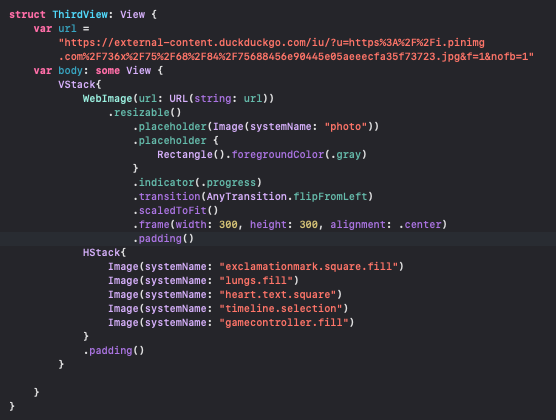 struct ThirdView: View {
    var url =
        "https://external-content.duckduckgo.com/iu/?u=https%3A%2F%2Fi.pinimg
        .com%2F736x%2F75%2F68%2F84%2F75688456e90445e05aeeecfa35f73723.jpg&f=1&nofb=1"
    var body: some View {
        VStack{
            WebImage(url: URL(string: url))
                .resizable()
                    .placeholder(Image(systemName: "photo"))
                    .placeholder {
                        Rectangle().foregroundColor(.gray)
                    }
                    .indicator(.progress)
                    .transition(AnyTransition.flipFromLeft)
                    .scaledToFit()
                    .frame(width: 300, height: 300, alignment: .center)
                    .padding()
            HStack{
                Image(systemName: "exclamationmark.square.fill")
                Image(systemName: "lungs.fill")
                Image(systemName: "heart.text.square")
                Image(systemName: "timeline.selection")
                Image(systemName: "gamecontroller.fill")
            }
            .padding()
        }

    }
}